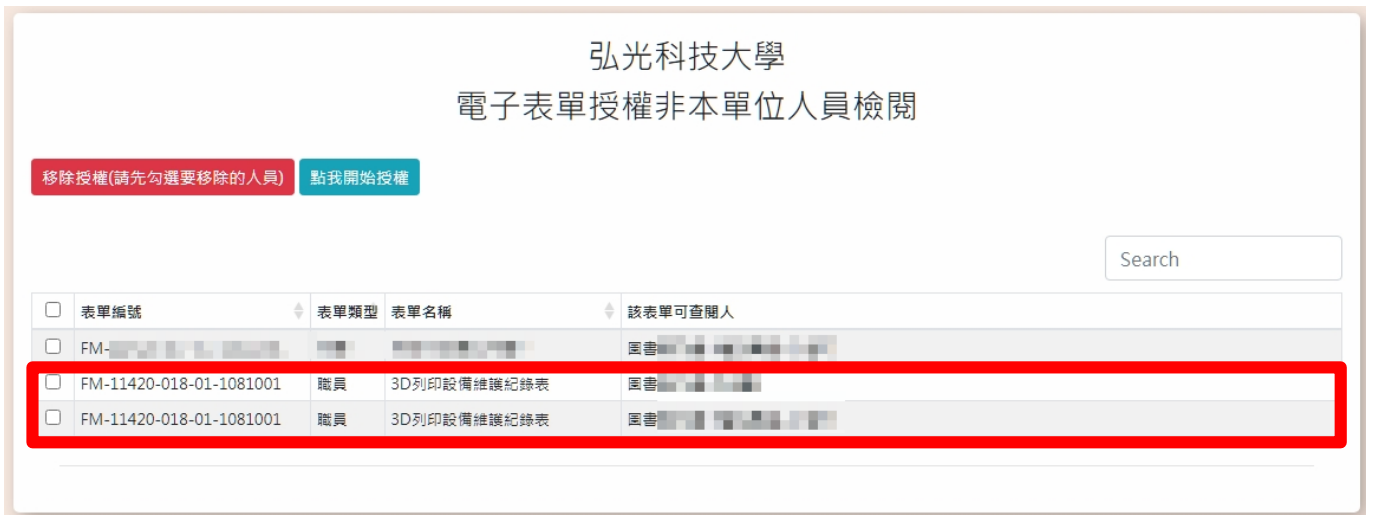 弘光科技大學
電子表單授權非本單位人員檢閱
移除授權(請先勾選要移除的人員) 點我開始授權
Search
表單編號 表單類型 表單名稱 該表單可查閱人
FM- 圖書
FM-11420-018-01-1081001 職員 3D列印設備維護紀錄表 圖書
FM-11420-018-01-1081001 職員 3D列印設備維護紀錄表 圖書